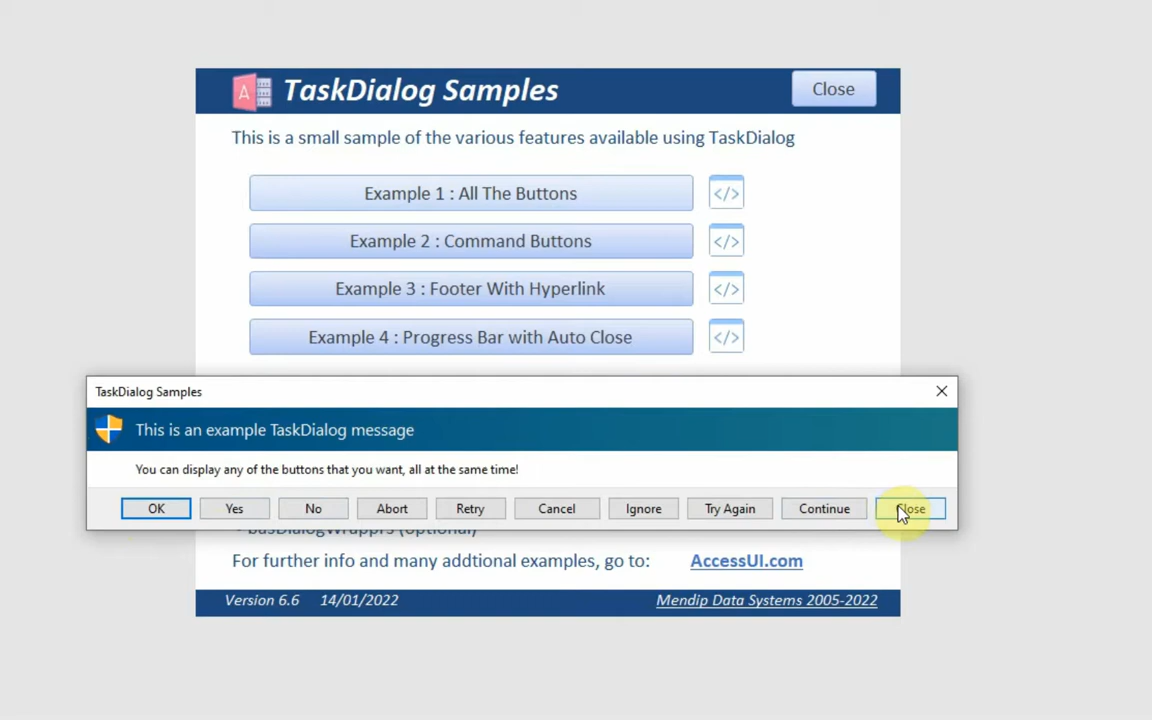 TaskDialog Samples
Close
This is a small sample of the various features available using TaskDialog
Example 1 : All The Buttons
</>
Example 2 : Command Buttons
</>
Example 3 : Footer With Hyperlink
</>
Example 4 : Progress Bar with Auto Close
</>
TaskDialog Samples
This is an example TaskDialog message
You can display any of the buttons that you want, all at the same time!
OK Yes No Abort Retry Cancel Ignore Try Again Continue Close
(optional)
For further info and many addtional examples, go to: AccessUI.com
Version 6.6 14/01/2022 Mendip Data Systems 2005-2022